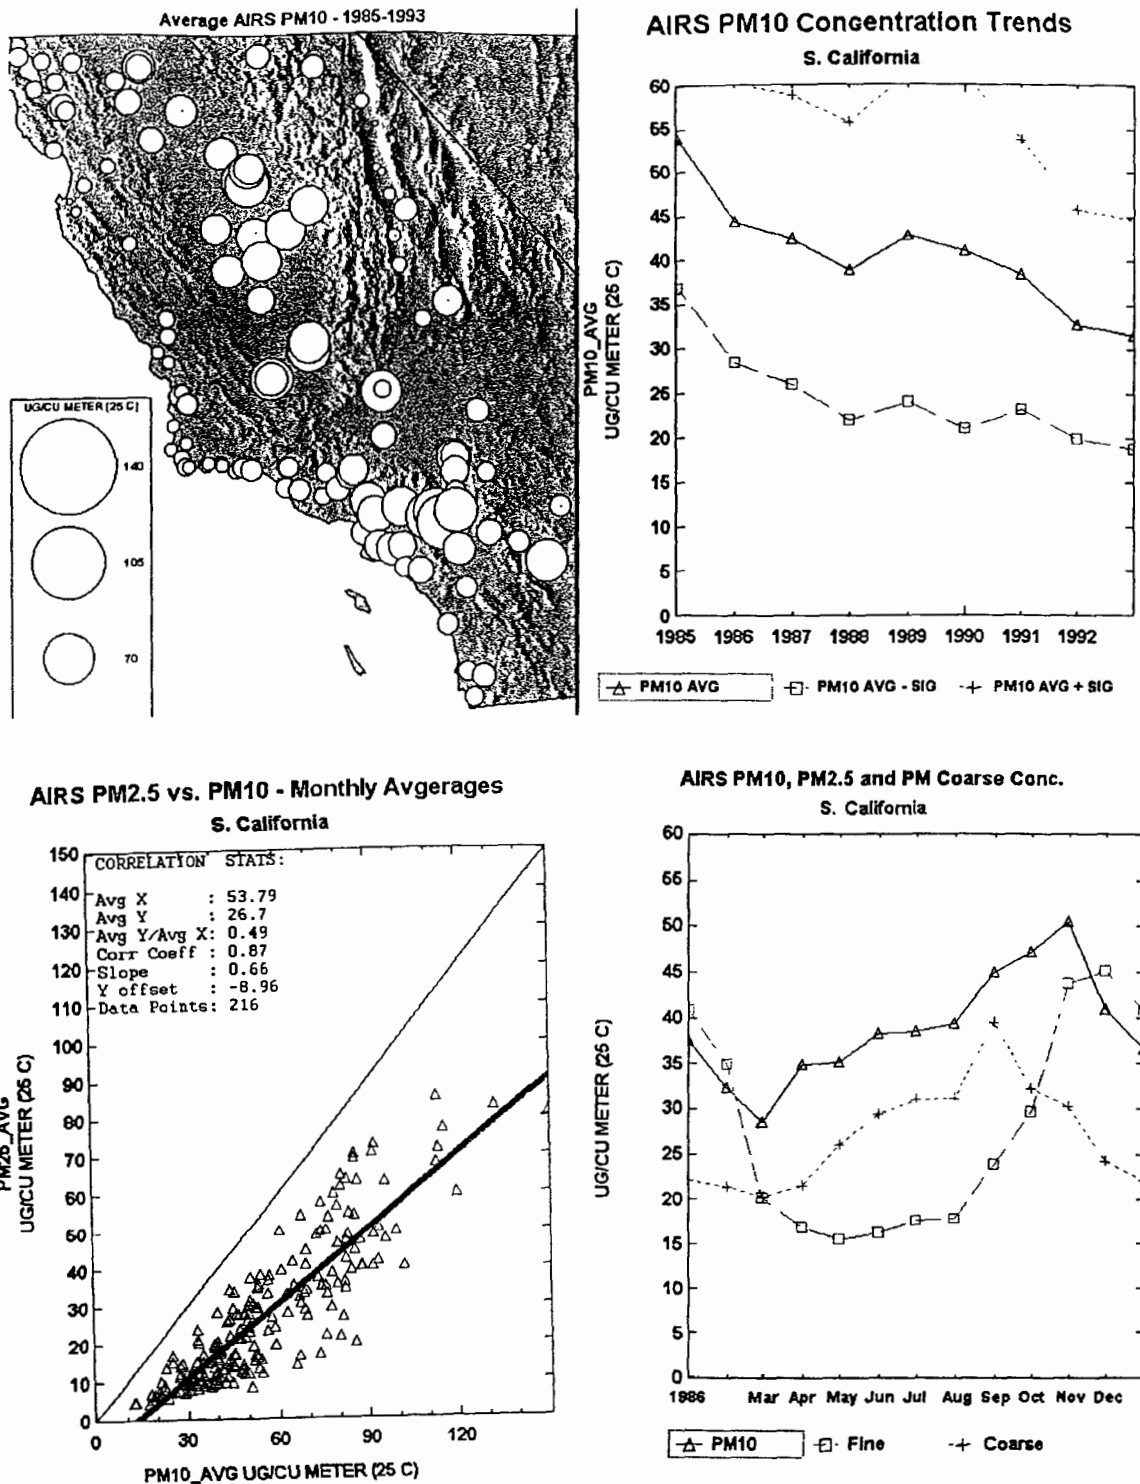 Average AIRS PM10 - 1985-1993
UG/CU METER (25 C)
140
105
70
AIRS PM10 Concentration Trends
S. California
PM10_AVG
UG/CU METER (25 C)
60
55
50
45
40
35
30
25
20
15
10
5
0
1985 1986 1987 1988 1989 1990 1991 1992
PM10 AVG PM10 AVG - SIG PM10 AVG + SIG
AIRS PM2.5 vs. PM10 - Monthly Avgerages
S. California
CORRELATION STATS:
Avg X : 53.79
Avg Y : 26.7
Avg Y/Avg X: 0.49
Corr Coeff : 0.87
Slope : 0.66
Y offset : -8.96
Data Points: 216
PM25_AVG
UG/CU METER (25 C)
150
140
130
120
110
100
90
80
70
60
50
40
30
20
10
0
0 30 60 90 120
PM10_AVG UG/CU METER (25 C)
AIRS PM10, PM2.5 and PM Coarse Conc.
S. California
UG/CU METER (25 C)
60
55
50
45
40
35
30
25
20
15
10
5
0
1986 Mar Apr May Jun Jul Aug Sep Oct Nov Dec
PM10 Fine Coarse